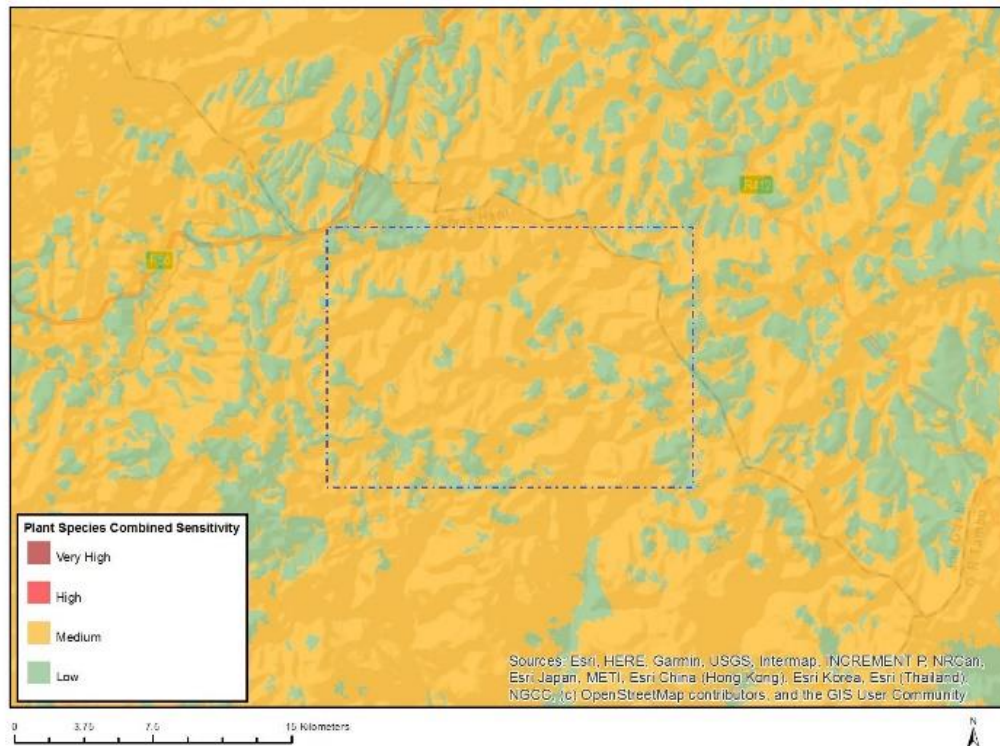 R412
Plant Species Combined Sensitivity
Very High
High
Medium
Low
Sources: Esri, HERE, Garmin, USGS, Intermap, INCREMENT P, NRCan,
Esri Japan, METI, Esri China (Hong Kong), Esri Korea, Esri (Thailand),
NGCC, (c) OpenStreetMap contributors, and the GIS User Community
0 3.75 7.5 15 Kilometers
N